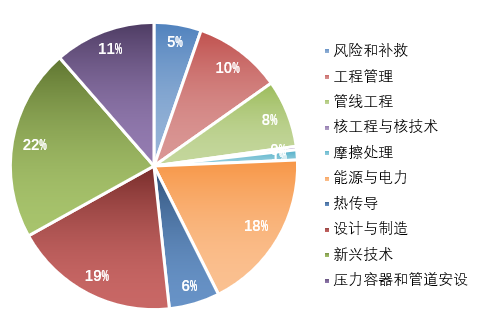 5%
10%
8%
0%
1%
18%
6%
19%
22%
11%
风险和补救
工程管理
管线工程
核工程与核技术
摩擦处理
能源与电力
热传导
设计与制造
新兴技术
压力容器和管道安设